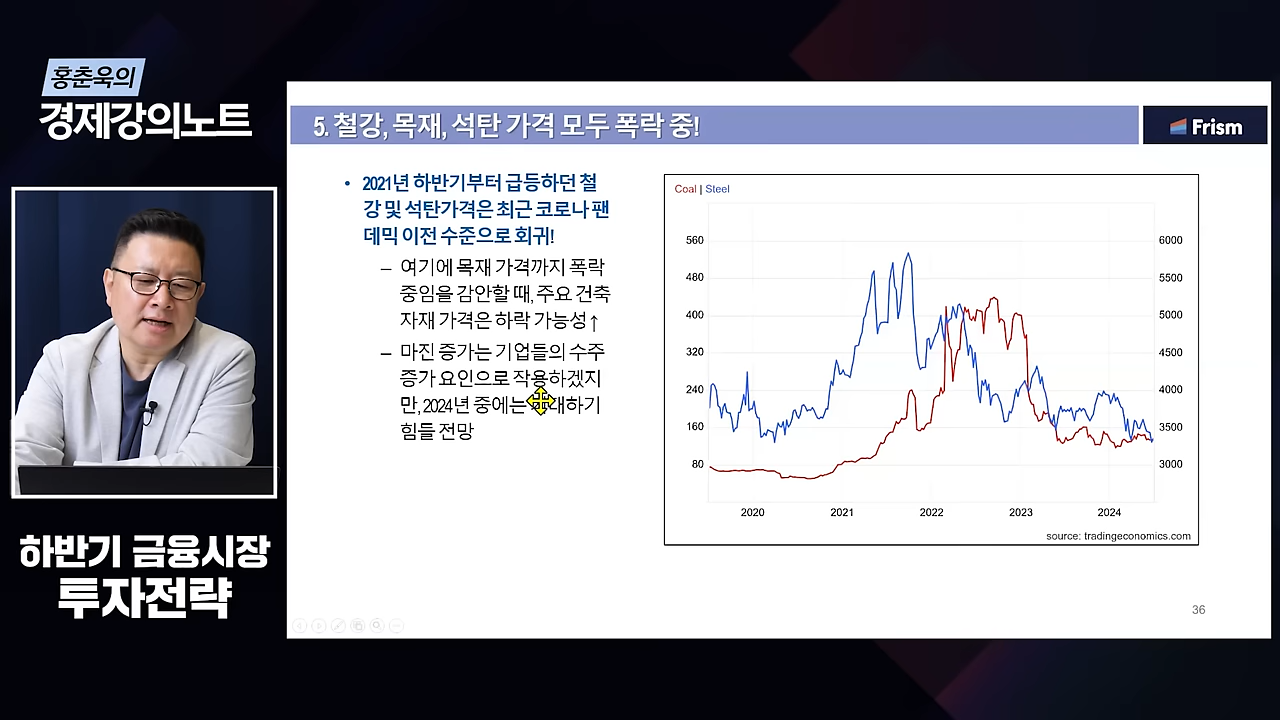 홍춘욱의
경제강의노트
5. 철강, 목재, 석탄 가격 모두 폭락 중!
Frism
• 2021년 하반기부터 급등하던 철
강 및 석탄가격은 최근 코로나 팬
데믹 이전 수준으로 회귀!
– 여기에 목재 가격까지 폭락
중임을 감안할 때, 주요 건축
자재 가격은 하락 가능성↑
– 마진 증가는 기업들의 수주
증가 요인으로 작용하겠지
만, 2024년 중에는 하기
힘들 전망
Coal | Steel
560 6000
480 5500
400 5000
320 4500
240 4000
160 3500
80 3000
2020 2021 2022 2023 2024
source: tradingeconomics.com
36
하반기 금융시장
투자전략